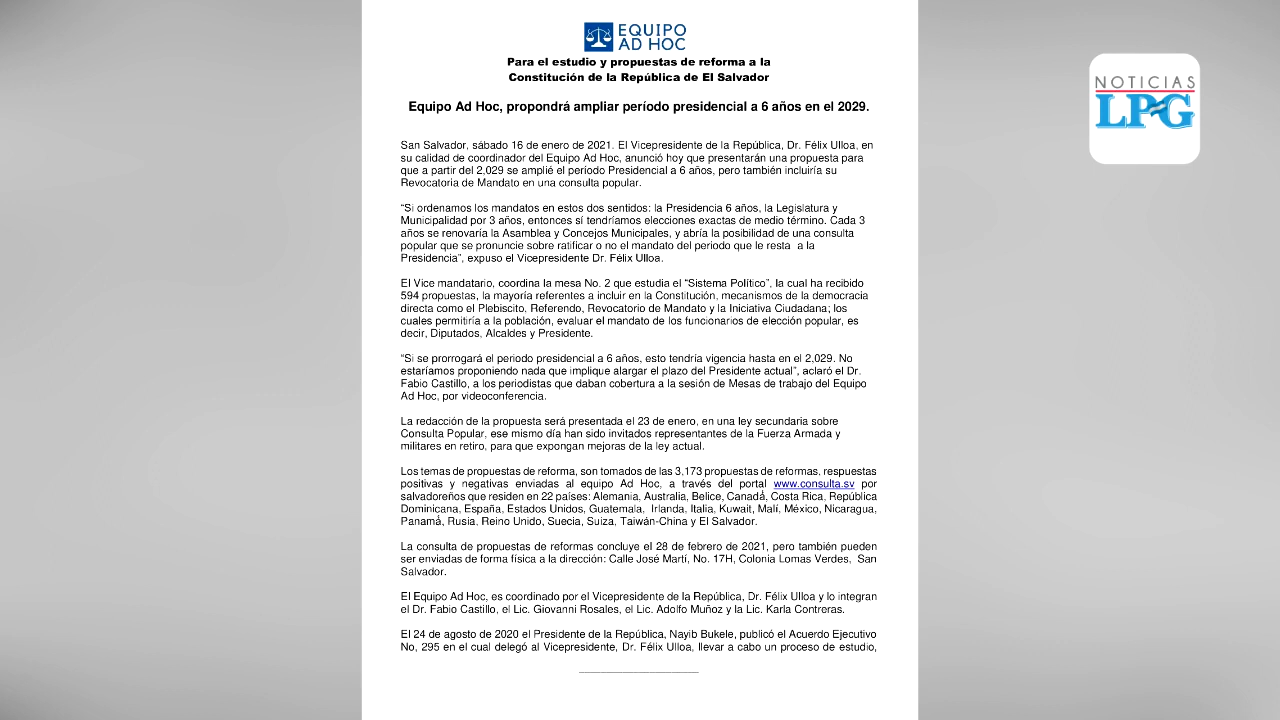 EQUIPO
AD HOC
Para el estudio y propuestas de reforma a la
Constitución de la República de El Salvador
Equipo Ad Hoc, propondrá ampliar período presidencial a 6 años en el 2029.
San Salvador, sábado 16 de enero de 2021. El Vicepresidente de la República, Dr. Félix Ulloa, en
su calidad de coordinador del Equipo Ad Hoc, anunció hoy que presentarán una propuesta para
que a partir del 2,029 se amplié el período Presidencial a 6 años, pero también incluiría su
Revocatoria de Mandato en una consulta popular.
“Si ordenamos los mandatos en estos dos sentidos: la Presidencia 6 años, la Legislatura y
Municipalidad por 3 años, entonces sí tendríamos elecciones exactas de medio término. Cada 3
años se renovaría la Asamblea y Concejos Municipales, y abría la posibilidad de una consulta
popular que se pronuncie sobre ratificar o no el mandato del periodo que le resta a la
Presidencia”, expuso el Vicepresidente Dr. Félix Ulloa.
El Vice mandatario, coordina la mesa No. 2 que estudia el “Sistema Político”, la cual ha recibido
594 propuestas, la mayoría referentes a incluir en la Constitución, mecanismos de la democracia
directa como el Plebiscito, Referendo, Revocatorio de Mandato y la Iniciativa Ciudadana; los
cuales permitiría a la población, evaluar el mandato de los funcionarios de elección popular, es
decir, Diputados, Alcaldes y Presidente.
“Si se prorrogará el periodo presidencial a 6 años, esto tendría vigencia hasta en el 2,029. No
estaríamos proponiendo nada que implique alargar el plazo del Presidente actual”, aclaró el Dr.
Fabio Castillo, a los periodistas que daban cobertura a la sesión de Mesas de trabajo del Equipo
Ad Hoc, por videoconferencia.
La redacción de la propuesta será presentada el 23 de enero, en una ley secundaria sobre
Consulta Popular, ese mismo día han sido invitados representantes de la Fuerza Armada y
militares en retiro, para que expongan mejoras de la ley actual.
Los temas de propuestas de reforma, son tomados de las 3,173 propuestas de reformas, respuestas
positivas y negativas enviadas al equipo Ad Hoc, a través del portal www.consulta.sv por
salvadoreños que residen en 22 países: Alemania, Australia, Belice, Canadá, Costa Rica, República
Dominicana, España, Estados Unidos, Guatemala, Irlanda, Italia, Kuwait, Malí, México, Nicaragua,
Panamá, Rusia, Reino Unido, Suecia, Suiza, Taiwán-China y El Salvador.
La consulta de propuestas de reformas concluye el 28 de febrero de 2021, pero también pueden
ser enviadas de forma física a la dirección: Calle José Martí, No. 17H, Colonia Lomas Verdes, San
Salvador.
El Equipo Ad Hoc, es coordinado por el Vicepresidente de la República, Dr. Félix Ulloa y lo integran
el Dr. Fabio Castillo, el Lic. Giovanni Rosales, el Lic. Adolfo Muñoz y la Lic. Karla Contreras.
El 24 de agosto de 2020 el Presidente de la República, Nayib Bukele, publicó el Acuerdo Ejecutivo
No, 295 en el cual delegó al Vicepresidente, Dr. Félix Ulloa, llevar a cabo un proceso de estudio,
NOTICIAS
LPG